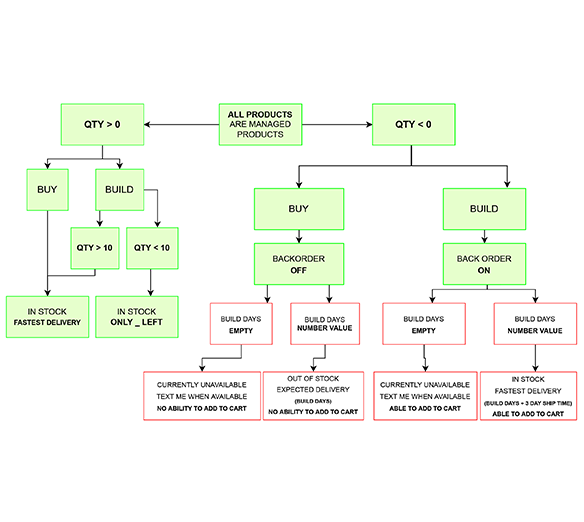 ALL PRODUCTS
ARE MANAGED
PRODUCTS
QTY > 0
QTY < 0
BUY
BUILD
QTY > 10
QTY < 10
IN STOCK
FASTEST DELIVERY
IN STOCK
ONLY _ LEFT
BUY
BUILD
BACKORDER
OFF
BACK ORDER
ON
BUILD DAYS
EMPTY
BUILD DAYS
NUMBER VALUE
BUILD DAYS
EMPTY
BUILD DAYS
NUMBER VALUE
CURRENTLY UNAVAILABLE
TEXT ME WHEN AVAILABLE
NO ABILITY TO ADD TO CART
OUT OF STOCK
EXPECTED DELIVERY
(BUILD DAYS)
NO ABILITY TO ADD TO CART
CURRENTLY UNAVAILABLE
TEXT ME WHEN AVAILABLE
ABLE TO ADD TO CART
IN STOCK
FASTEST DELIVERY
(BUILD DAYS + 3 DAY SHIP TIME)
ABLE TO ADD TO CART